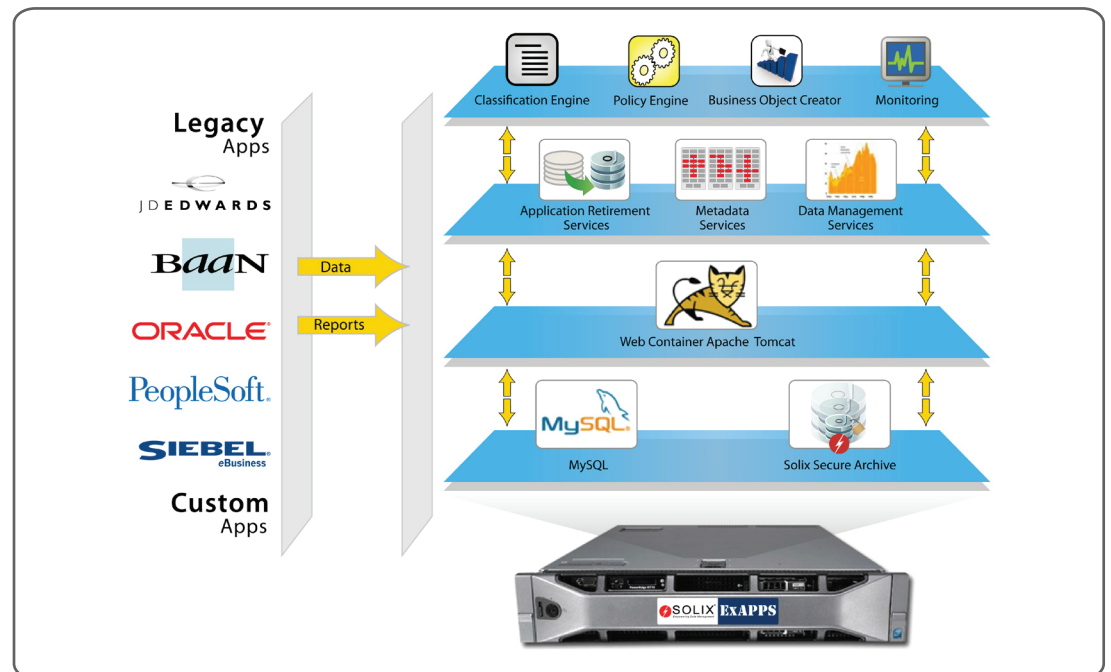 Legacy
Apps
JDEDWARDS
BaaN
ORACLE®
PeopleSoft®
SIEBEL®
eBusiness
Custom
Apps
Data
Reports
Classification Engine
Policy Engine
Business Object Creator
Monitoring
Application Retirement
Services
Metadata
Services
Data Management
Services
Web Container Apache Tomcat
MySQL®
MySQL
Solix Secure Archive
SOLIX
ExAPPS